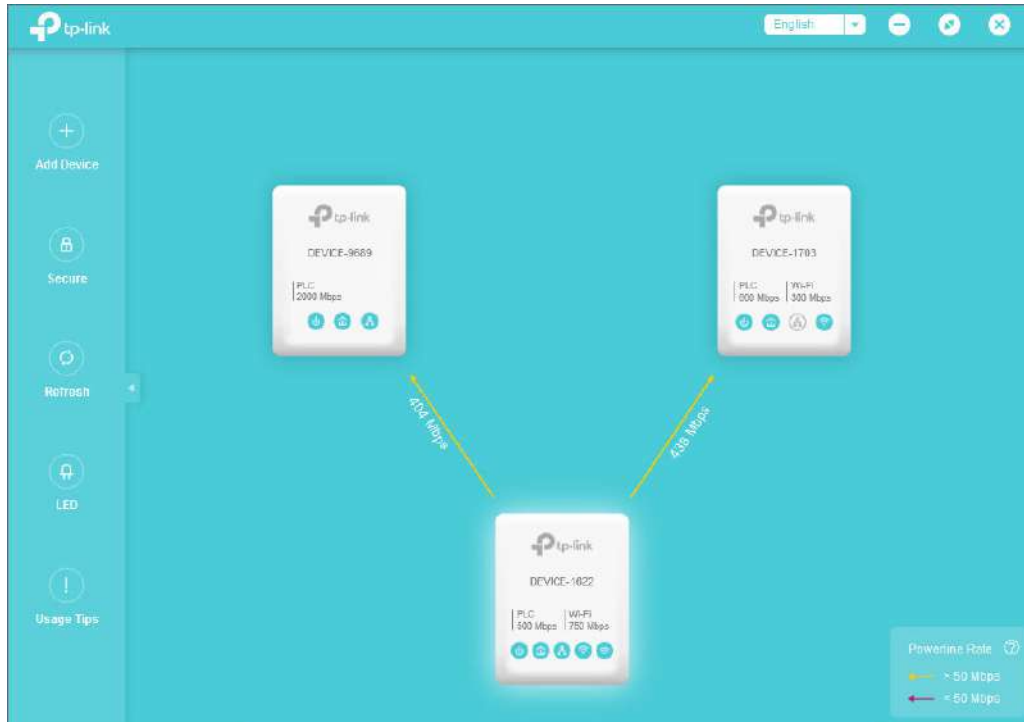 tp-link
English
Add Device
Secure
Refresh
LED
Usage Tips
tp-link
DEVICE-9689
PLC
2000 Mbps
tp-link
DEVICE-1703
PLC Wi-Fi
600 Mbps 300 Mbps
404 Mbps
438 Mbps
tp-link
DEVICE-1622
PLC Wi-Fi
500 Mbps 750 Mbps
Powerline Rate ?
> 50 Mbps
< 50 Mbps